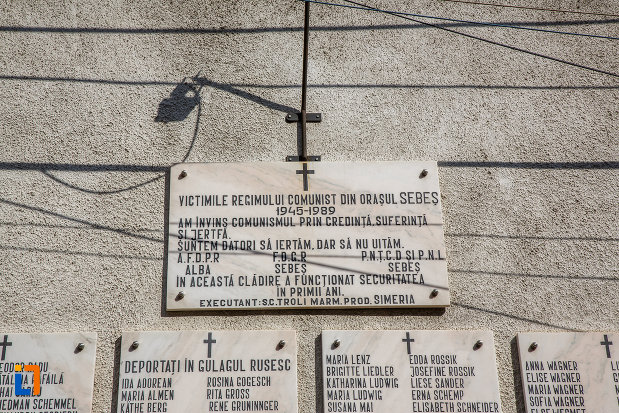 VICTIMELE REGIMULUI COMUNIST DIN ORAȘUL SEBEȘ
1945-1989
AM ÎNVINS COMUNISMUL PRIN CREDINȚĂ, SUFERINȚĂ
ȘI JERTFĂ.
SUNTEM DATORI SĂ IERTĂM, DAR SĂ NU UITĂM.
A.F.D.P.R F.D.G.R P.N.Ț.C.D ȘI P.N.L
ALBA SEBEȘ SEBEȘ
ÎN ACEASTĂ CLĂDIRE A FUNCȚIONAT SECURITATEA
ÎN PRIMII ANI.
EXECUTANT: S.C. TROLI MARM. PROD. SIMERIA
DEPORTAȚI ÎN GULAGUL RUSESC
IDA ADOREAN
MARIA ALMEN
KATHE BERG
ROSINA GOGESCH
RITA GROSS
RENE GRUNINNGER
MARIA LENZ
BRIGITTE LIEDLER
KATHARINA LUDWIG
MARIA LUDWIG
SUSANA MAI
EDDA ROSSIK
JOSEFINE ROSSIK
LIESE SANDER
ERNA SCHEMP
ELISABETH SCHNEIDER
ANNA WAGNER
ELISE WAGNER
MARIA WAGNER
SOFIA WAGNER